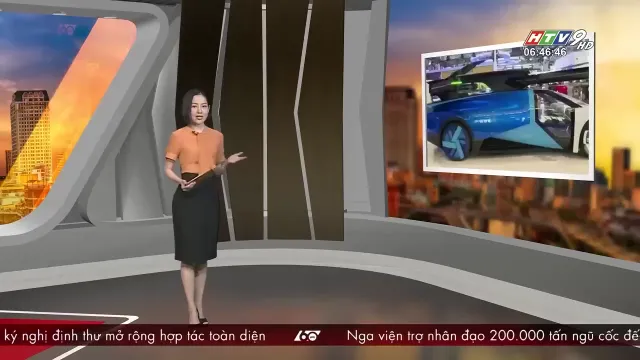 HTV9 HD
06:46:46
ký nghị định thư mở rộng hợp tác toàn diện
60
Nga viện trợ nhân đạo 200.000 tấn ngũ cốc đế